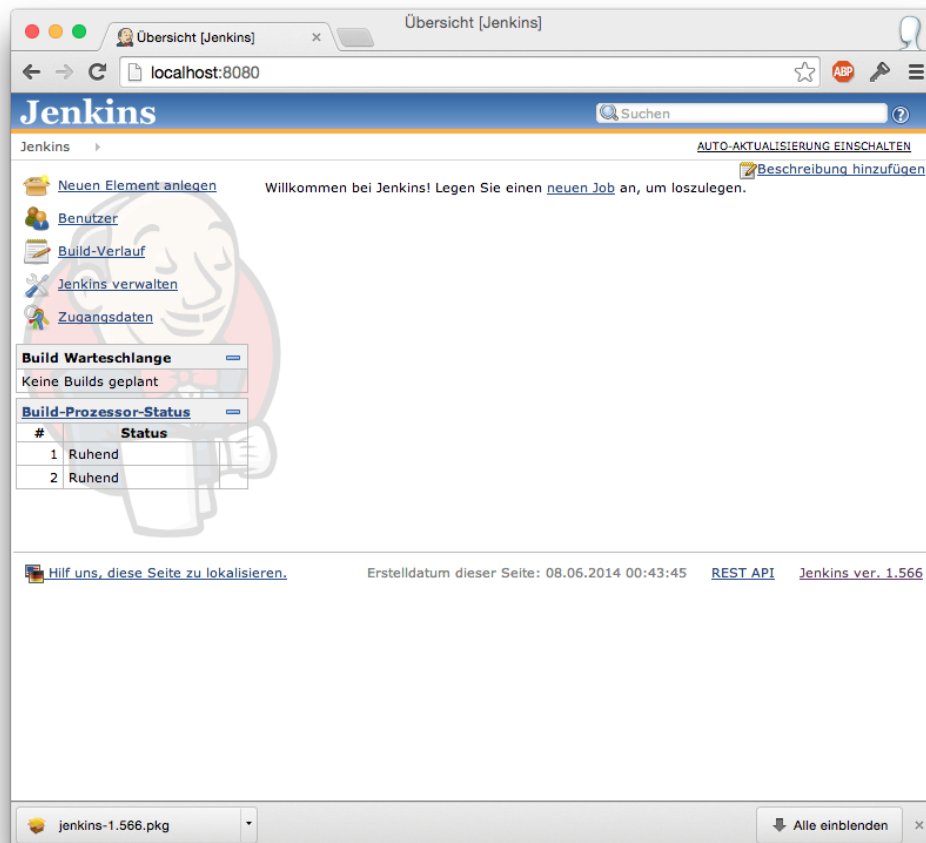 Übersicht [Jenkins]
Übersicht [Jenkins]
localhost:8080
ABP
Jenkins
Suchen
?
Jenkins
AUTO-AKTUALISIERUNG EINSCHALTEN
Beschreibung hinzufügen
Neuen Element anlegen
Willkommen bei Jenkins! Legen Sie einen neuen Job an, um loszulegen.
Benutzer
Build-Verlauf
Jenkins verwalten
Zugangsdaten
Build Warteschlange
Keine Builds geplant
Build-Prozessor-Status
# Status
1 Ruhend
2 Ruhend
Hilf uns, diese Seite zu lokalisieren.
Erstelldatum dieser Seite: 08.06.2014 00:43:45
REST API
Jenkins ver. 1.566
jenkins-1.566.pkg
Alle einblenden